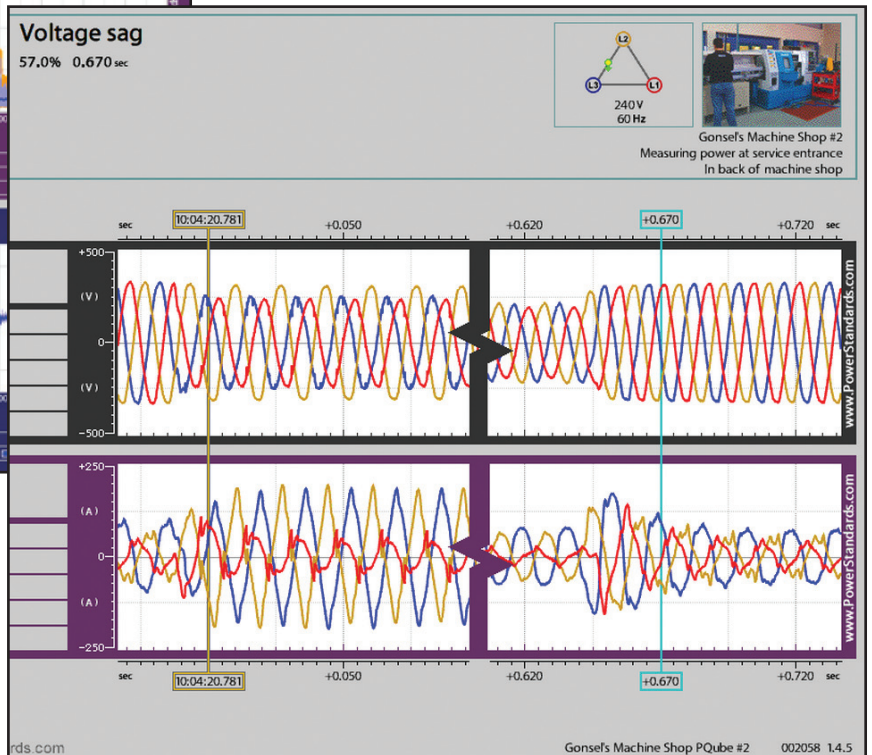 Voltage sag
57.0% 0.670 sec
L2
L3
L1
240 V
60 Hz
Gonsel's Machine Shop #2
Measuring power at service entrance
In back of machine shop
sec
10:04:20.781
+0.050
+0.620
+0.670
+0.720 sec
+500
(V)
0
(V)
−500
www.PowerStandards.com
+250
(A)
0
(A)
−250
www.PowerStandards.com
sec
10:04:20.781
+0.050
+0.620
+0.670
+0.720 sec
rds.com
Gonsel's Machine Shop PQube #2
002058 1.4.5